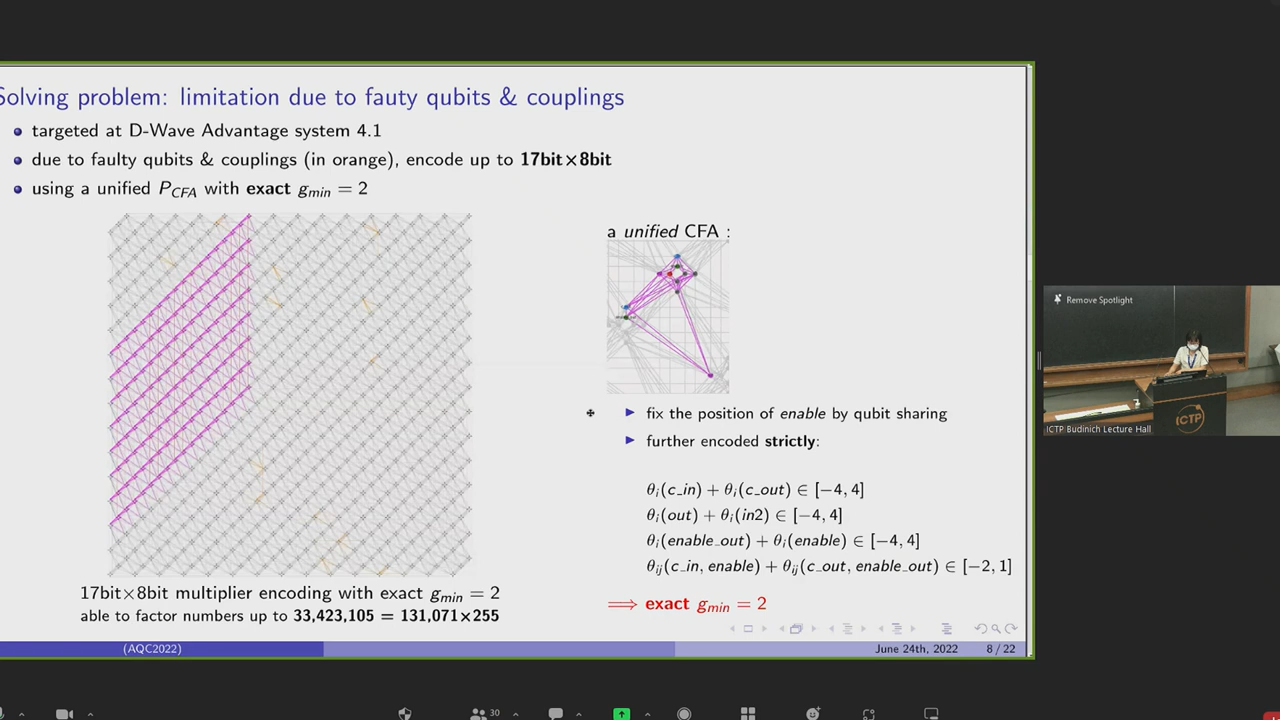 Solving problem: limitation due to fauty qubits & couplings
targeted at D-Wave Advantage system 4.1
due to faulty qubits & couplings (in orange), encode up to 17bit×8bit
using a unified P_CFA with exact g_min = 2
a unified CFA :
fix the position of enable by qubit sharing
further encoded strictly:
θ_i(c_in) + θ_i(c_out) ∈ [−4, 4]
θ_i(out) + θ_i(in2) ∈ [−4, 4]
θ_i(enable_out) + θ_i(enable) ∈ [−4, 4]
θ_ij(c_in, enable) + θ_ij(c_out, enable_out) ∈ [−2, 1]
⟹ exact g_min = 2
17bit×8bit multiplier encoding with exact g_min = 2
able to factor numbers up to 33,423,105 = 131,071×255
(AQC2022)
June 24th, 2022
8 / 22
Remove Spotlight
ICTP
ICTP Budinich Lecture Hall
30